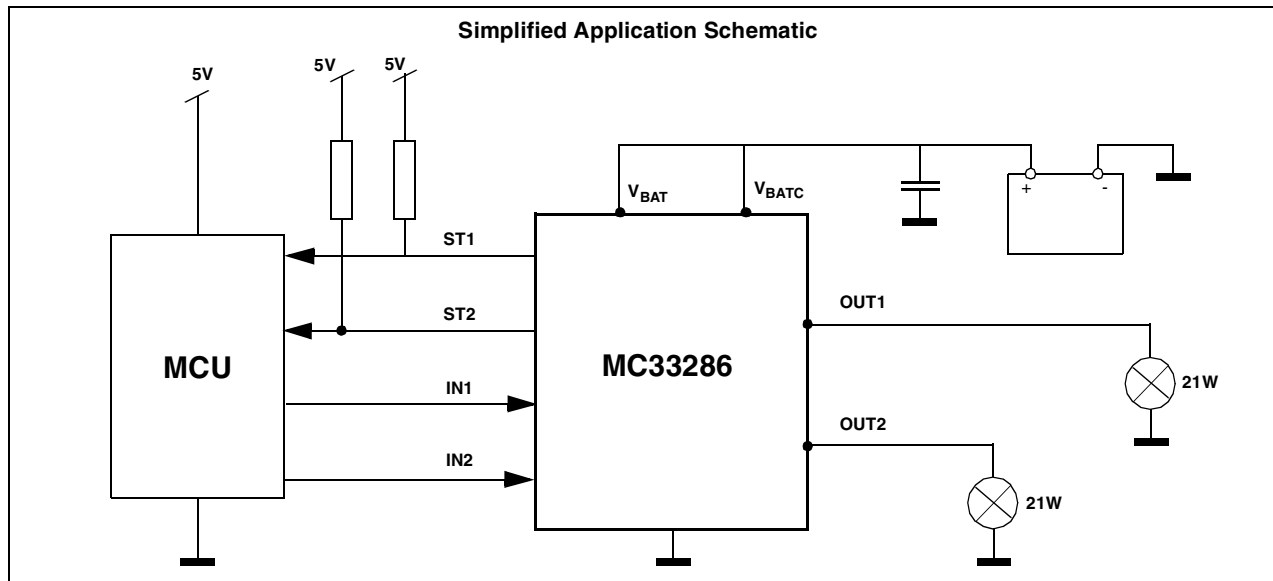 Simplified Application Schematic
5V
5V
5V
VBAT
VBATC
+
-
ST1
ST2
IN1
IN2
MCU
MC33286
OUT1
21W
OUT2
21W